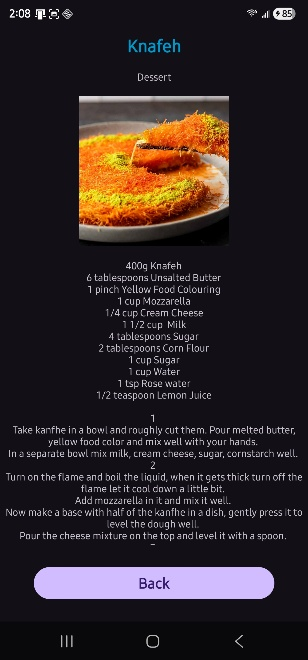 2:08
85
Knafeh
Dessert
400g Knafeh
6 tablespoons Unsalted Butter
1 pinch Yellow Food Colouring
1 cup Mozzarella
1/4 cup Cream Cheese
1 1/2 cup Milk
4 tablespoons Sugar
2 tablespoons Corn Flour
1 cup Sugar
1 cup Water
1 tsp Rose water
1/2 teaspoon Lemon Juice
1
Take kanfhe in a bowl and roughly cut them. Pour melted butter,
yellow food color and mix well with your hands.
In a separate bowl mix milk, cream cheese, sugar, cornstarch well.
2
Turn on the flame and boil the liquid, when it gets thick turn off the
flame let it cool down a little bit.
Add mozzarella in it and mix it well.
Now make a base with half of the kanfhe in a dish, gently press it to
level the dough well.
Pour the cheese mixture on the top and level it with a spoon.
Back